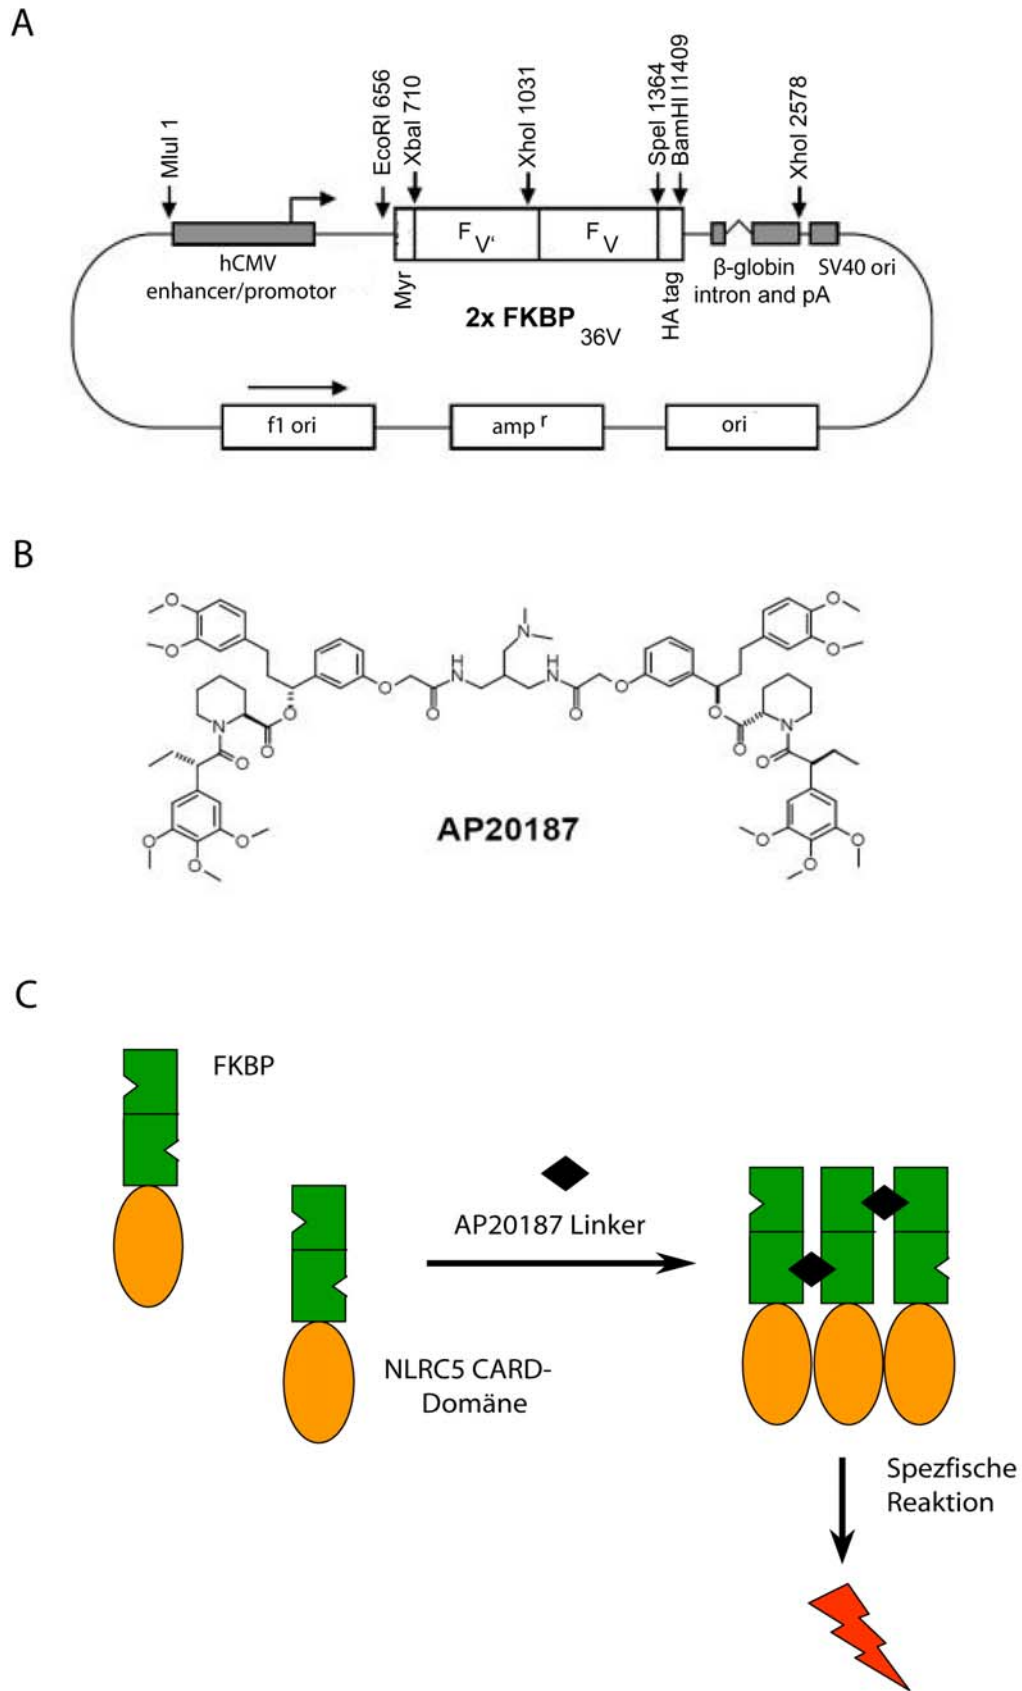 A
MluI 1
EcoRI 656
XbaI 710
XhoI 1031
SpeI 1364
BamHI I1409
XhoI 2578
F V‘
F V
hCMV
enhancer/promotor
Myr
HA tag
β-globin
intron and pA
SV40 ori
2x FKBP 36V
f1 ori
amp r
ori
B
O
O
N
H
N
H
N
O
O
O
O
O
O
O
N
O
O
O
N
O
O
O
O
O
O
O
O
O
AP20187
C
FKBP
AP20187 Linker
NLRC5 CARD-
Domäne
Spezfische
Reaktion